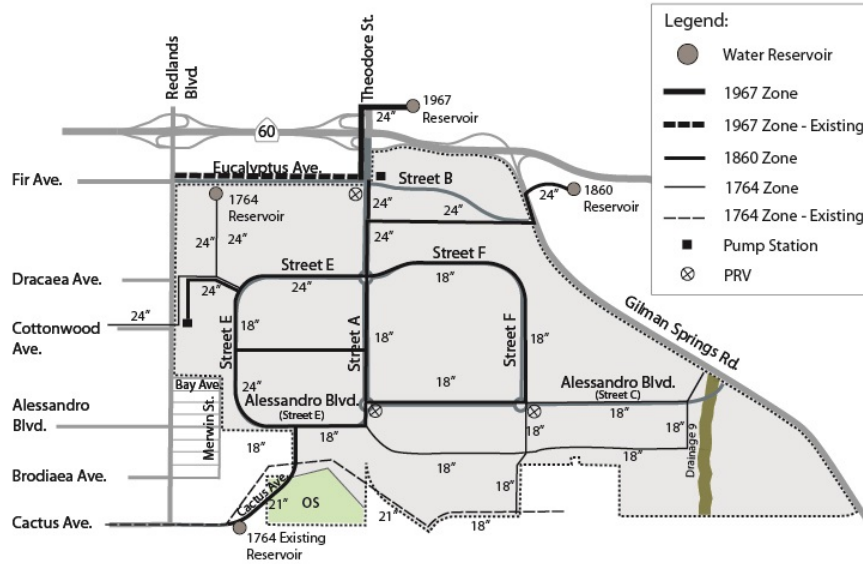 Legend:
Water Reservoir
1967 Zone
1967 Zone - Existing
1860 Zone
1764 Zone
1764 Zone - Existing
Pump Station
PRV
Redlands
Blvd.
Theodore St.
24"
1967
Reservoir
60
Eucalyptus Ave.
Fir Ave.
Street B
1764
Reservoir
24"
24"
24"
1860
Reservoir
24"
24"
24"
Street E
Street F
Dracaea Ave.
24"
24"
18"
24"
Cottonwood
Ave.
Street E
18"
Street A
18"
Street F
18"
Gilman Springs Rd.
Bay Ave.
24"
18"
Alessandro Blvd.
(Street E)
Alessandro Blvd.
(Street C)
Alessandro
Blvd.
Merwin St.
18"
18"
18"
18"
18"
18"
18"
Drainage 9
Brodiaea Ave.
18"
18"
Cactus Ave.
21"
OS
21"
18"
Cactus Ave.
1764 Existing
Reservoir